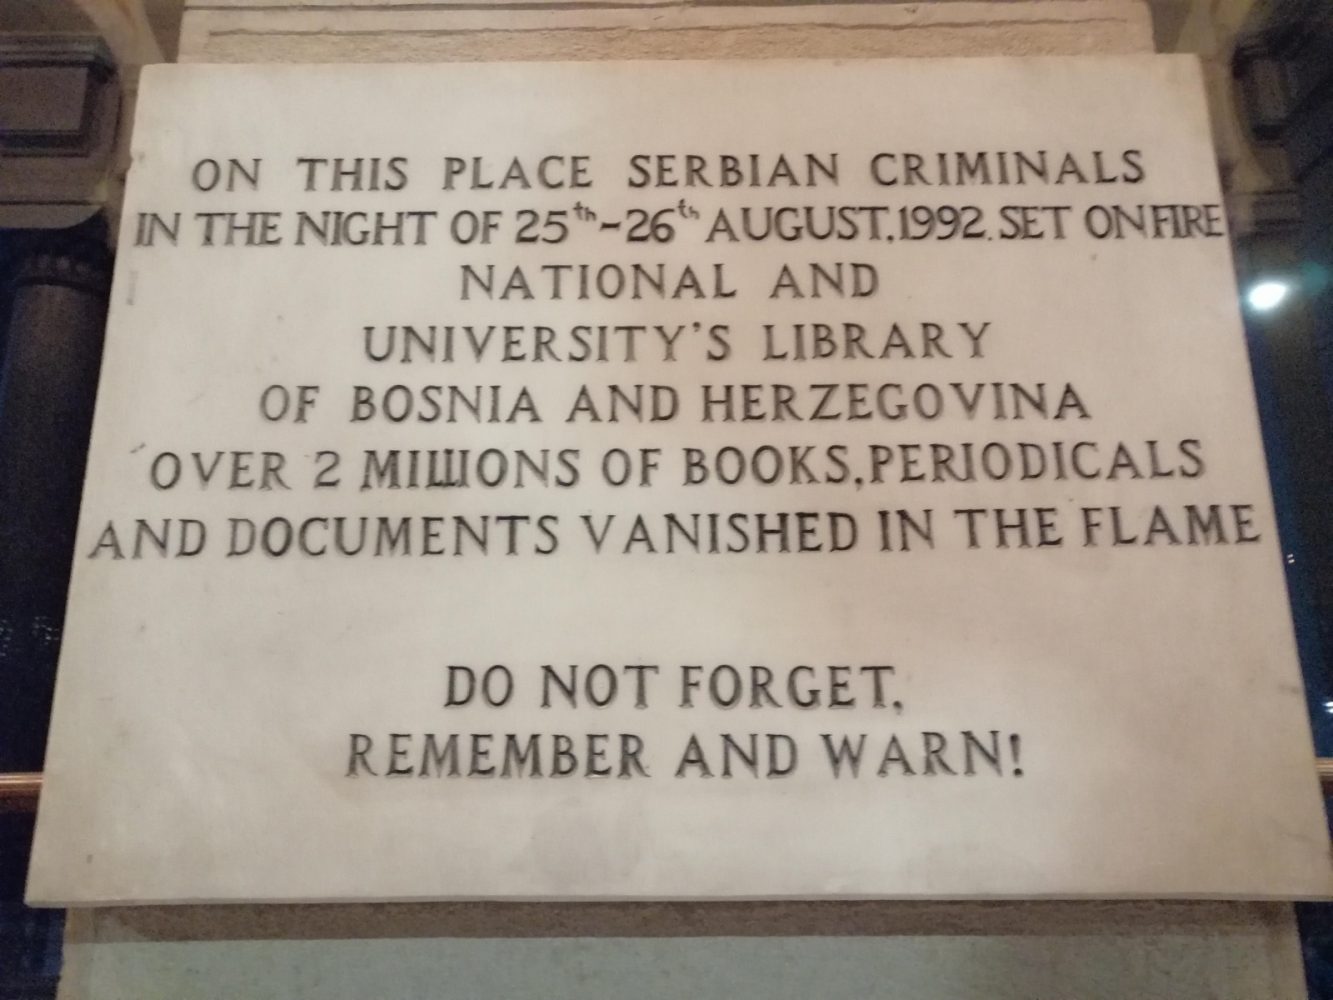 ON THIS PLACE SERBIAN CRIMINALS
IN THE NIGHT OF 25th-26th AUGUST,1992. SET ON FIRE
NATIONAL AND
UNIVERSITY'S LIBRARY
OF BOSNIA AND HERZEGOVINA
OVER 2 MILLIONS OF BOOKS,PERIODICALS
AND DOCUMENTS VANISHED IN THE FLAME
DO NOT FORGET,
REMEMBER AND WARN!